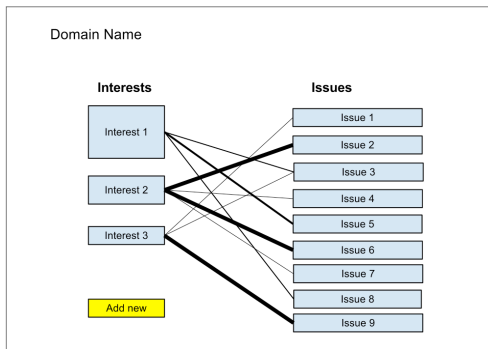 Domain Name
Interests
Issues
Interest 1
Interest 2
Interest 3
Add new
Issue 1
Issue 2
Issue 3
Issue 4
Issue 5
Issue 6
Issue 7
Issue 8
Issue 9